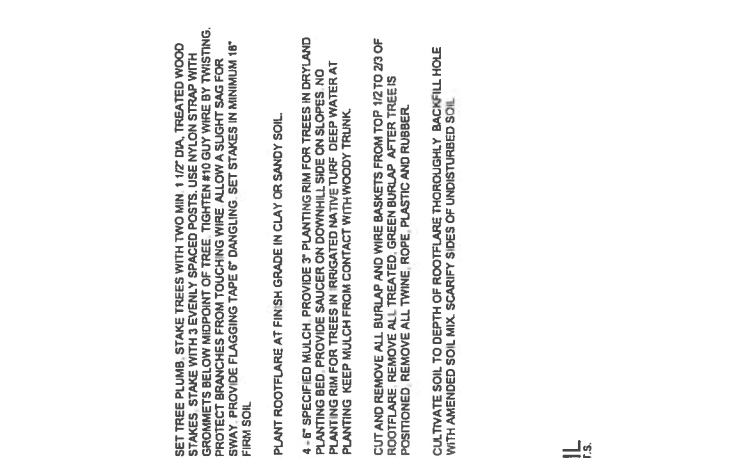 SET TREE PLUMB. STAKE TREES WITH TWO MIN. 1 1/2" DIA, TREATED WOOD
STAKES. STAKE WITH 3 EVENLY SPACED POSTS. USE NYLON STRAP WITH
GROMMETS BELOW MIDPOINT OF TREE. TIGHTEN #10 GUY WIRE BY TWISTING.
PROTECT BRANCHES FROM TOUCHING WIRE ALLOW A SLIGHT SAG FOR
SWAY. PROVIDE FLAGGING TAPE 6" DANGLING SET STAKES IN MINIMUM 18"
FIRM SOIL
PLANT ROOTFLARE AT FINISH GRADE IN CLAY OR SANDY SOIL.
4 - 6" SPECIFIED MULCH PROVIDE 3" PLANTING RIM FOR TREES IN DRYLAND
PLANTING BED. PROVIDE SAUCER ON DOWNHILL SIDE ON SLOPES. NO
PLANTING RIM FOR TREES IN IRRIGATED NATIVE TURF DEEP WATER AT
PLANTING KEEP MULCH FROM CONTACT WITH WOODY TRUNK.
CUT AND REMOVE ALL BURLAP AND WIRE BASKETS FROM TOP 1/2 TO 2/3 OF
ROOTFLARE. REMOVE ALL TREATED, GREEN BURLAP AFTER TREE IS
POSITIONED, REMOVE ALL TWINE, ROPE, PLASTIC AND RUBBER.
CULTIVATE SOIL TO DEPTH OF ROOTFLARE THOROUGHLY BACKFILL HOLE
WITH AMENDED SOIL MIX. SCARIFY SIDES OF UNDISTURBED SOIL
T.S.